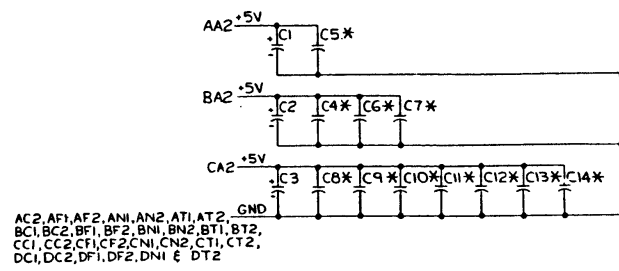 AA2 +5V
+ C1 C5.*
-
BA2 +5V
+ C2 C4* C6* C7*
-
CA2 +5V
+ C3 C8* C9* C10* C11* C12* C13* C14*
-
AC2, AF1, AF2, AN1, AN2, AT1, AT2, GND
BC1, BC2, BF1, BF2, BN1, BN2, BT1, BT2,
CC1, CC2, CF1, CF2, CN1, CN2, CT1, CT2,
DC1, DC2, DF1, DF2, DN1 & DT2